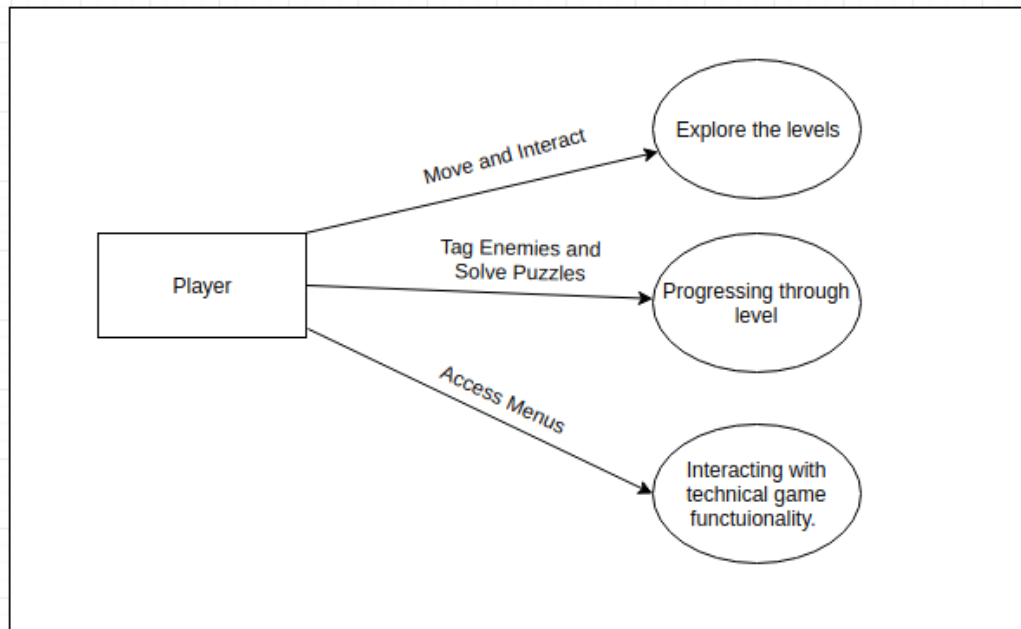 Explore the levels
Move and Interact
Tag Enemies and
Solve Puzzles
Player
Progressing through
level
Access Menus
Interacting with
technical game
functuionality.